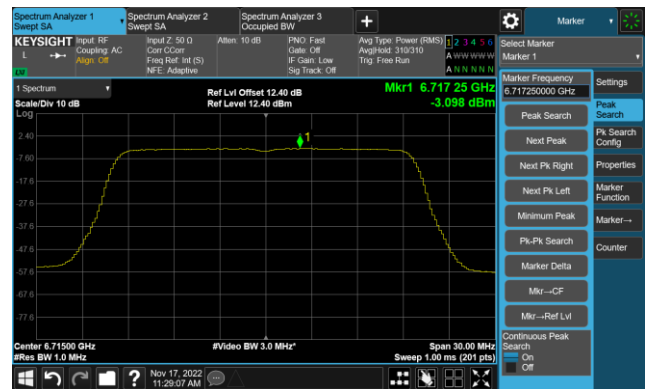 Spectrum Analyzer 1
Swept SA
Spectrum Analyzer 2
Swept SA
Spectrum Analyzer 3
Occupied BW
+
Marker
KEYSIGHT
L
Input: RF
Coupling: AC
Align: Off
Input Z: 50 Ω
Corr CCorr
Freq Ref: Int (S)
NFE: Adaptive
Atten: 10 dB
PNO: Fast
Gate: Off
IF Gain: Low
Sig Track: Off
Avg Type: Power (RMS)
Avg|Hold: 310/310
Trig: Free Run
1 2 3 4 5 6
A W W W W W
A N N N N N
Select Marker
Marker 1
1 Spectrum
Scale/Div 10 dB
Log
Ref Lvl Offset 12.40 dB
Ref Level 12.40 dBm
Mkr1 6.717 25 GHz
-3.098 dBm
1
2.40
-7.60
-17.6
-27.6
-37.6
-47.6
-57.6
-67.6
-77.6
Center 6.71500 GHz
#Res BW 1.0 MHz
#Video BW 3.0 MHz*
Span 30.00 MHz
Sweep 1.00 ms (201 pts)
Marker Frequency
6.717250000 GHz
Peak Search
Next Peak
Next Pk Right
Next Pk Left
Minimum Peak
Pk-Pk Search
Marker Delta
Mkr→CF
Mkr→Ref Lvl
Continuous Peak
Search
On
Off
Settings
Peak
Search
Pk Search
Config
Properties
Marker
Function
Marker→
Counter
?
Nov 17, 2022
11:29:07 AM